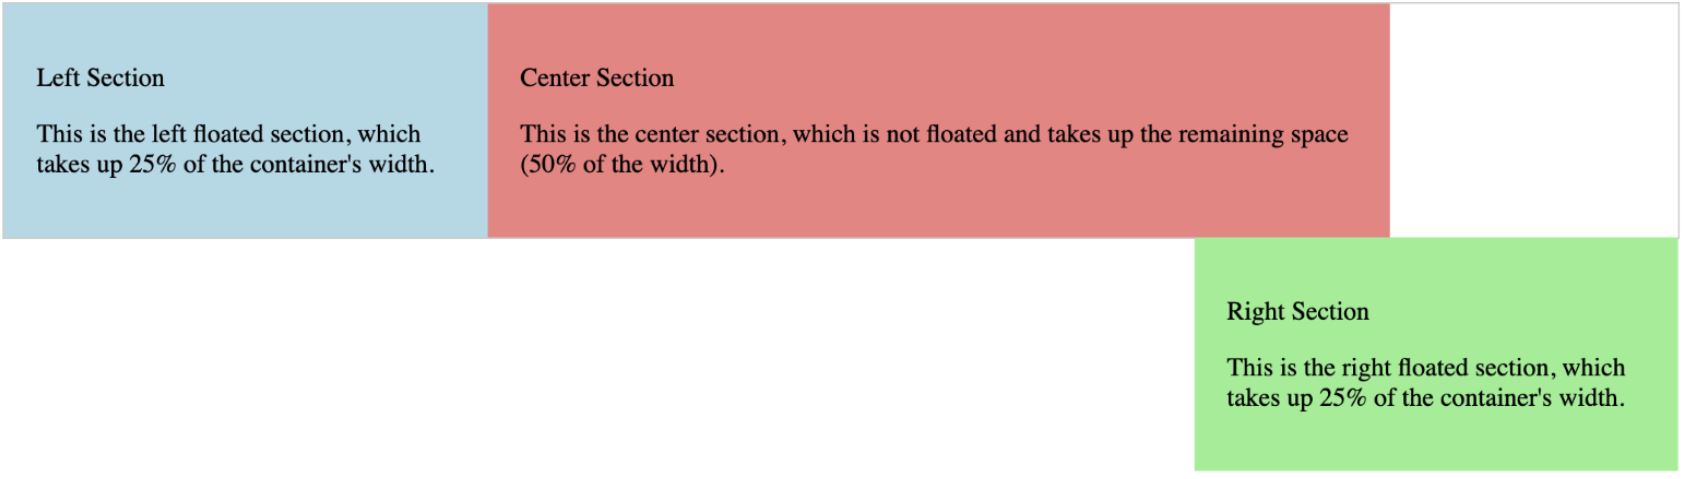 Left Section
This is the left floated section, which
takes up 25% of the container's width.
Center Section
This is the center section, which is not floated and takes up the remaining space
(50% of the width).
Right Section
This is the right floated section, which
takes up 25% of the container's width.